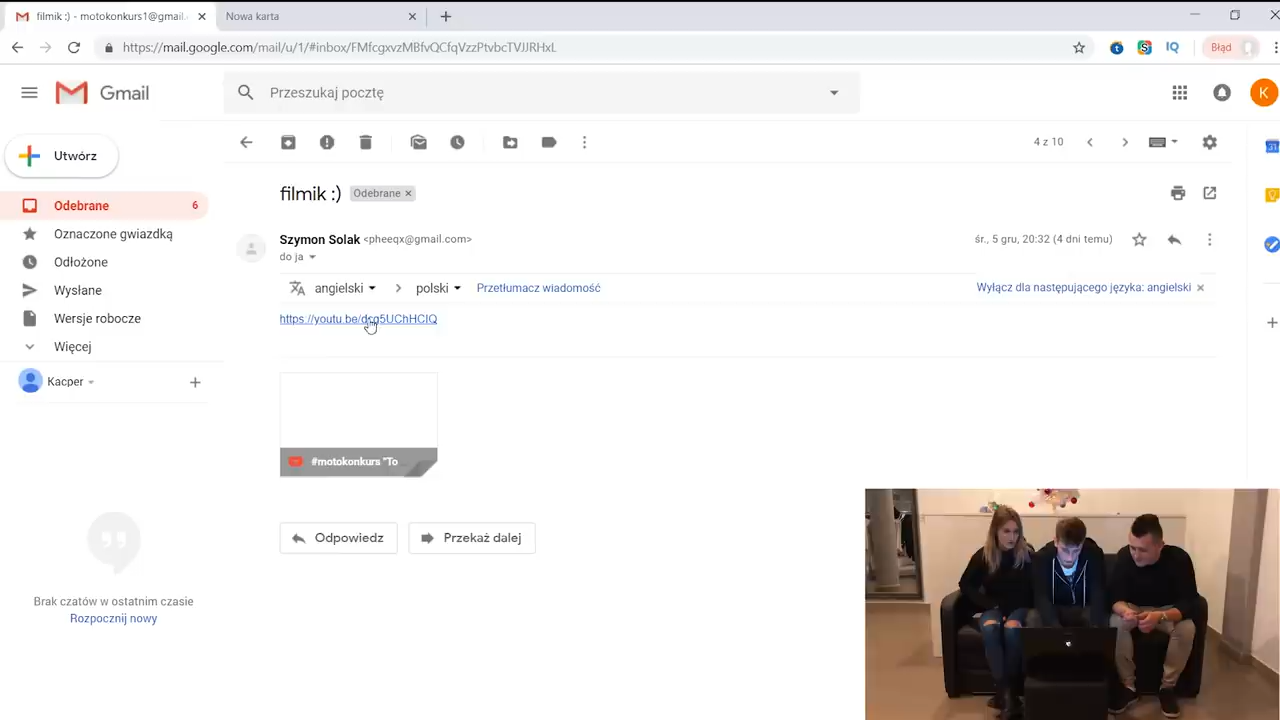 filmik :) - motokonkurs1@gmail.
Nowa karta
https://mail.google.com/mail/u/1/#inbox/FMfcgxvzMBfvQCfqVzzPtvbcTVJJRHxL
IQ
Błąd
Gmail
Przeszukaj pocztę
K
Utwórz
4 z 10
31
filmik :)
Odebrane
Odebrane
6
Oznaczone gwiazdką
Odłożone
Wysłane
Wersje robocze
Więcej
Kacper
Szymon Solak <pheeqx@gmail.com>
śr., 5 gru, 20:32 (4 dni temu)
do ja
angielski
polski
Przetłumacz wiadomość
Wyłącz dla następującego języka: angielski
#motokonkurs "To
Odpowiedz
Przekaż dalej
Brak czatów w ostatnim czasie
Rozpocznij nowy